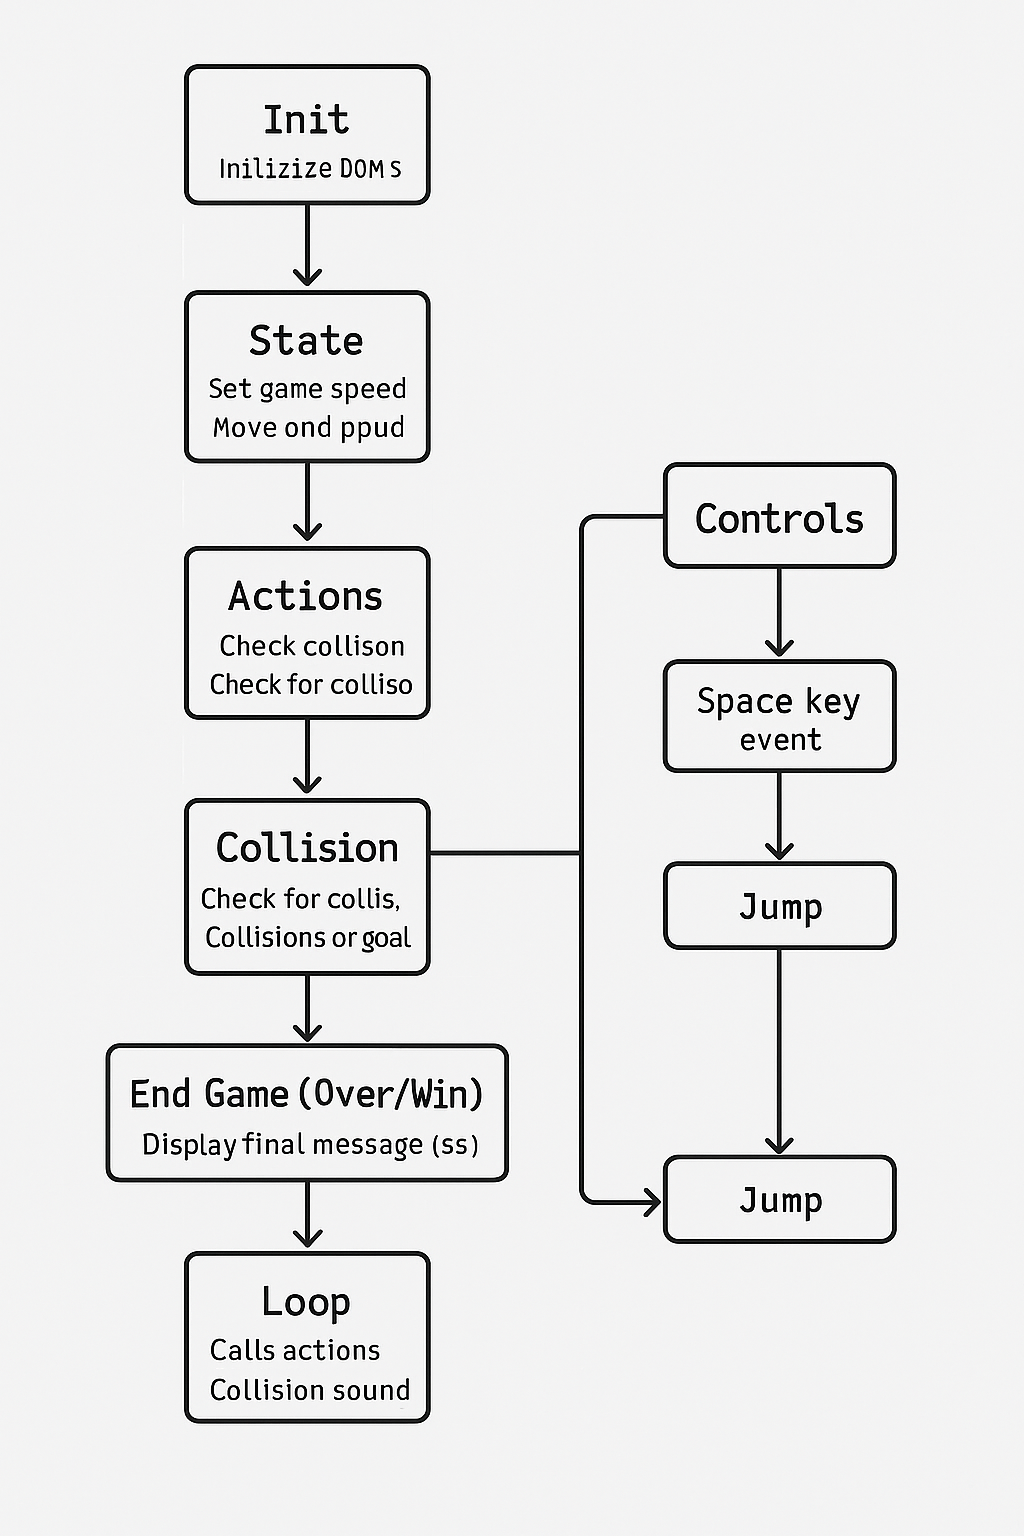 Init
Inilizize DOM s
State
Set game speed
Move ond ppud
Actions
Check collison
Check for colliso
Collision
Check for collis,
Collisions or goal
End Game (Over/Win)
Display final message (ss)
Loop
Calls actions
Collision sound
Controls
Space key
event
Jump
Jump